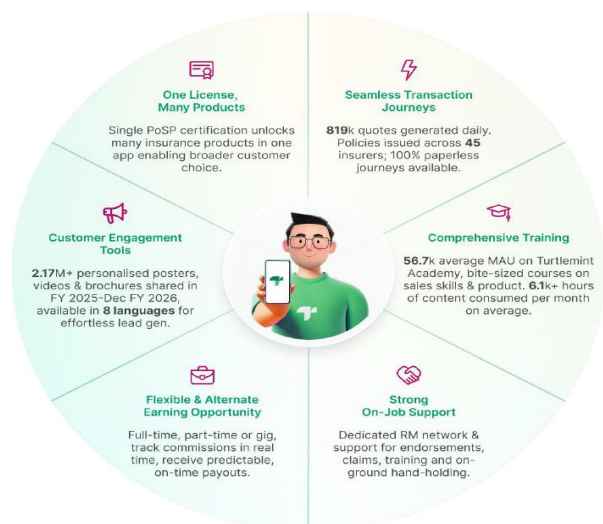 One License,
Many Products
Single PoSP certification unlocks
many insurance products in one
app enabling broader customer
choice.
Seamless Transaction
Journeys
819k quotes generated daily.
Policies issued across 45
insurers; 100% paperless
journeys available.
Customer Engagement
Tools
2.17M+ personalised posters,
videos & brochures shared in
FY 2025-Dec FY 2026,
available in 8 languages for
effortless lead gen.
Comprehensive Training
56.7k average MAU on Turtlemint
Academy, bite-sized courses on
sales skills & product. 6.1k+ hours
of content consumed per month
on average.
Flexible & Alternate
Earning Opportunity
Full-time, part-time or gig,
track commissions in real
time, receive predictable,
on-time payouts.
Strong
On-Job Support
Dedicated RM network &
support for endorsements,
claims, training and on-
ground hand-holding.